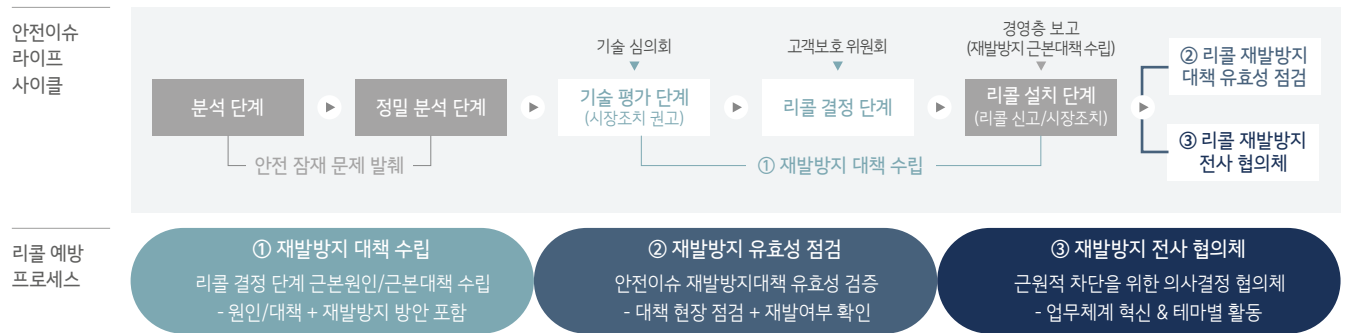 안전이슈
라이프
사이클
기술 심의회
고객보호 위원회
경영층 보고
(재발방지 근본대책 수립)
분석 단계
정밀 분석 단계
기술 평가 단계
(시장조치 권고)
리콜 결정 단계
리콜 설치 단계
(리콜 신고/시장조치)
② 리콜 재발방지
대책 유효성 점검
③ 리콜 재발방지
전사 협의체
안전 잠재 문제 발췌
① 재발방지 대책 수립
리콜 예방
프로세스
① 재발방지 대책 수립
리콜 결정 단계 근본원인/근본대책 수립
- 원인/대책 + 재발방지 방안 포함
② 재발방지 유효성 점검
안전이슈 재발방지대책 유효성 검증
- 대책 현장 점검 + 재발여부 확인
③ 재발방지 전사 협의체
근원적 차단을 위한 의사결정 협의체
- 업무체계 혁신 & 테마별 활동